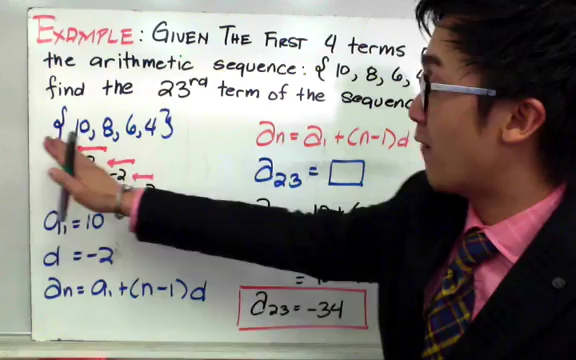 EXAMPLE: GIVEN THE FIRST 4 terms
the arithmetic sequence: {10, 8, 6, 4
find the 23rd term of the sequenc
{10, 8, 6, 4}
-2
a₁ = 10
d = -2
an = a₁ + (n-1)d
an = a₁ + (n-1)d
a₂₃ =
a₂₃ = -34